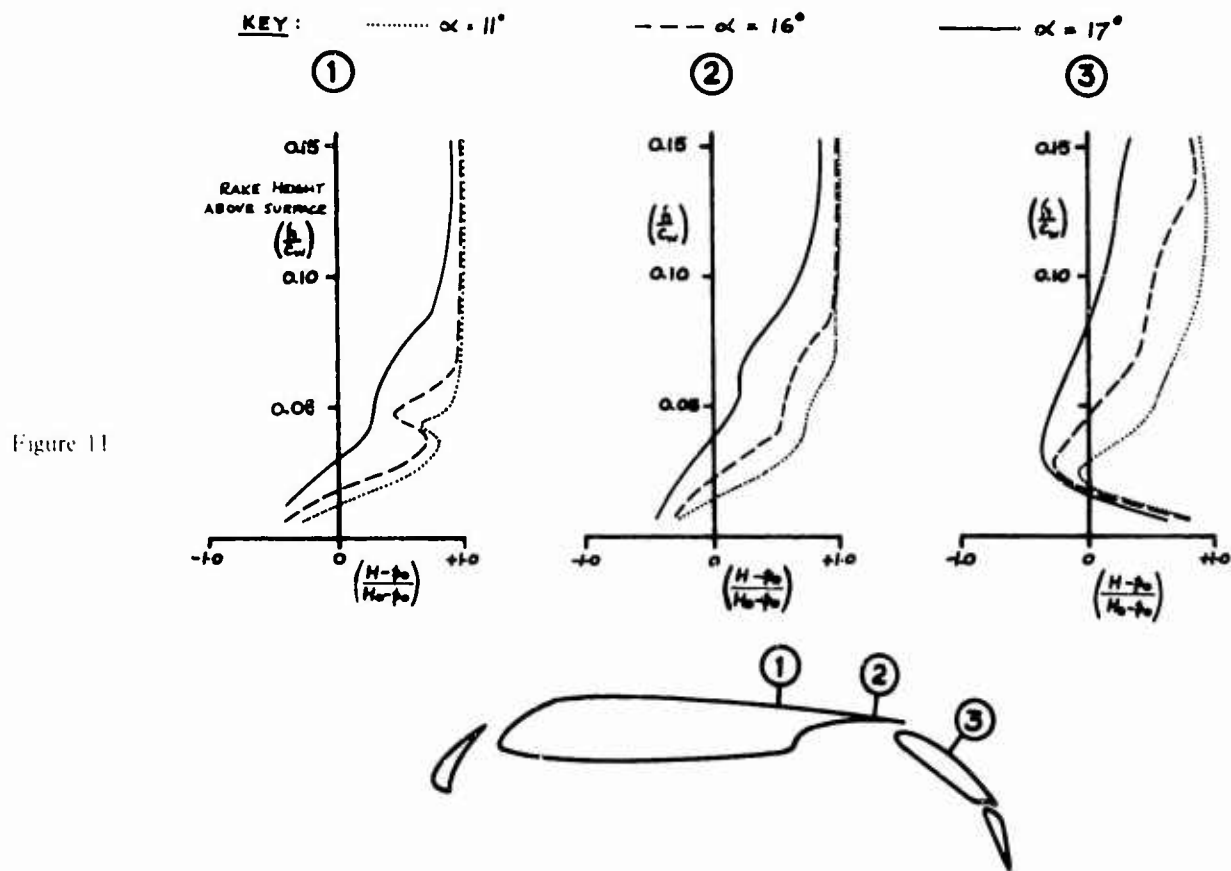 KEY: ........ α = 11° --- α = 16° —— α = 17°
① ② ③
0.15 0.15 0.15
RAKE HEIGHT
ABOVE SURFACE
(h/Cw) (h/Cw) (h/Cw)
0.10 0.10 0.10
0.05 0.05
Figure 11
-1.0 0 +1.0 -1.0 0 +1.0 -1.0 0 +1.0
(H-p₀/H₀-p₀) (H-p₀/H₀-p₀) (H-p₀/H₀-p₀)
① ②
③